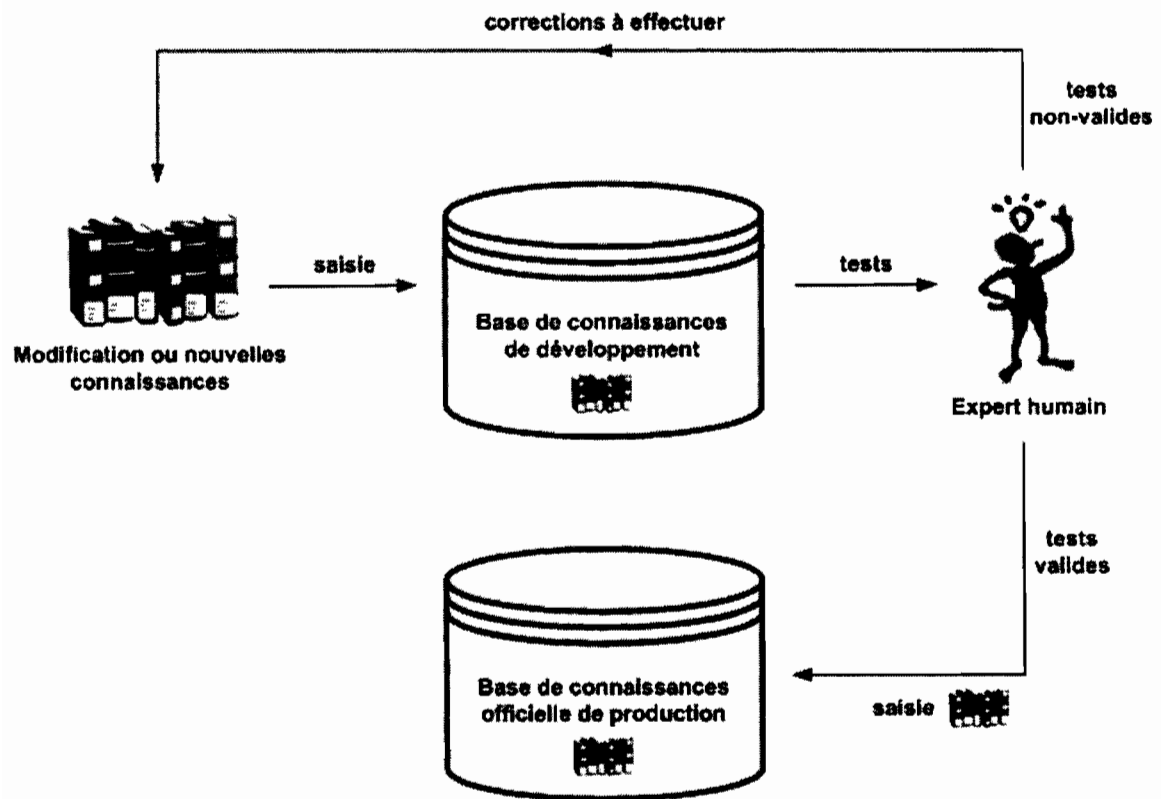 corrections à effectuer
tests
non-valides
saisie
tests
Base de connaissances
de développement
Modification ou nouvelles
connaissances
Expert humain
tests
valides
Base de connaissances
officielle de production
saisie